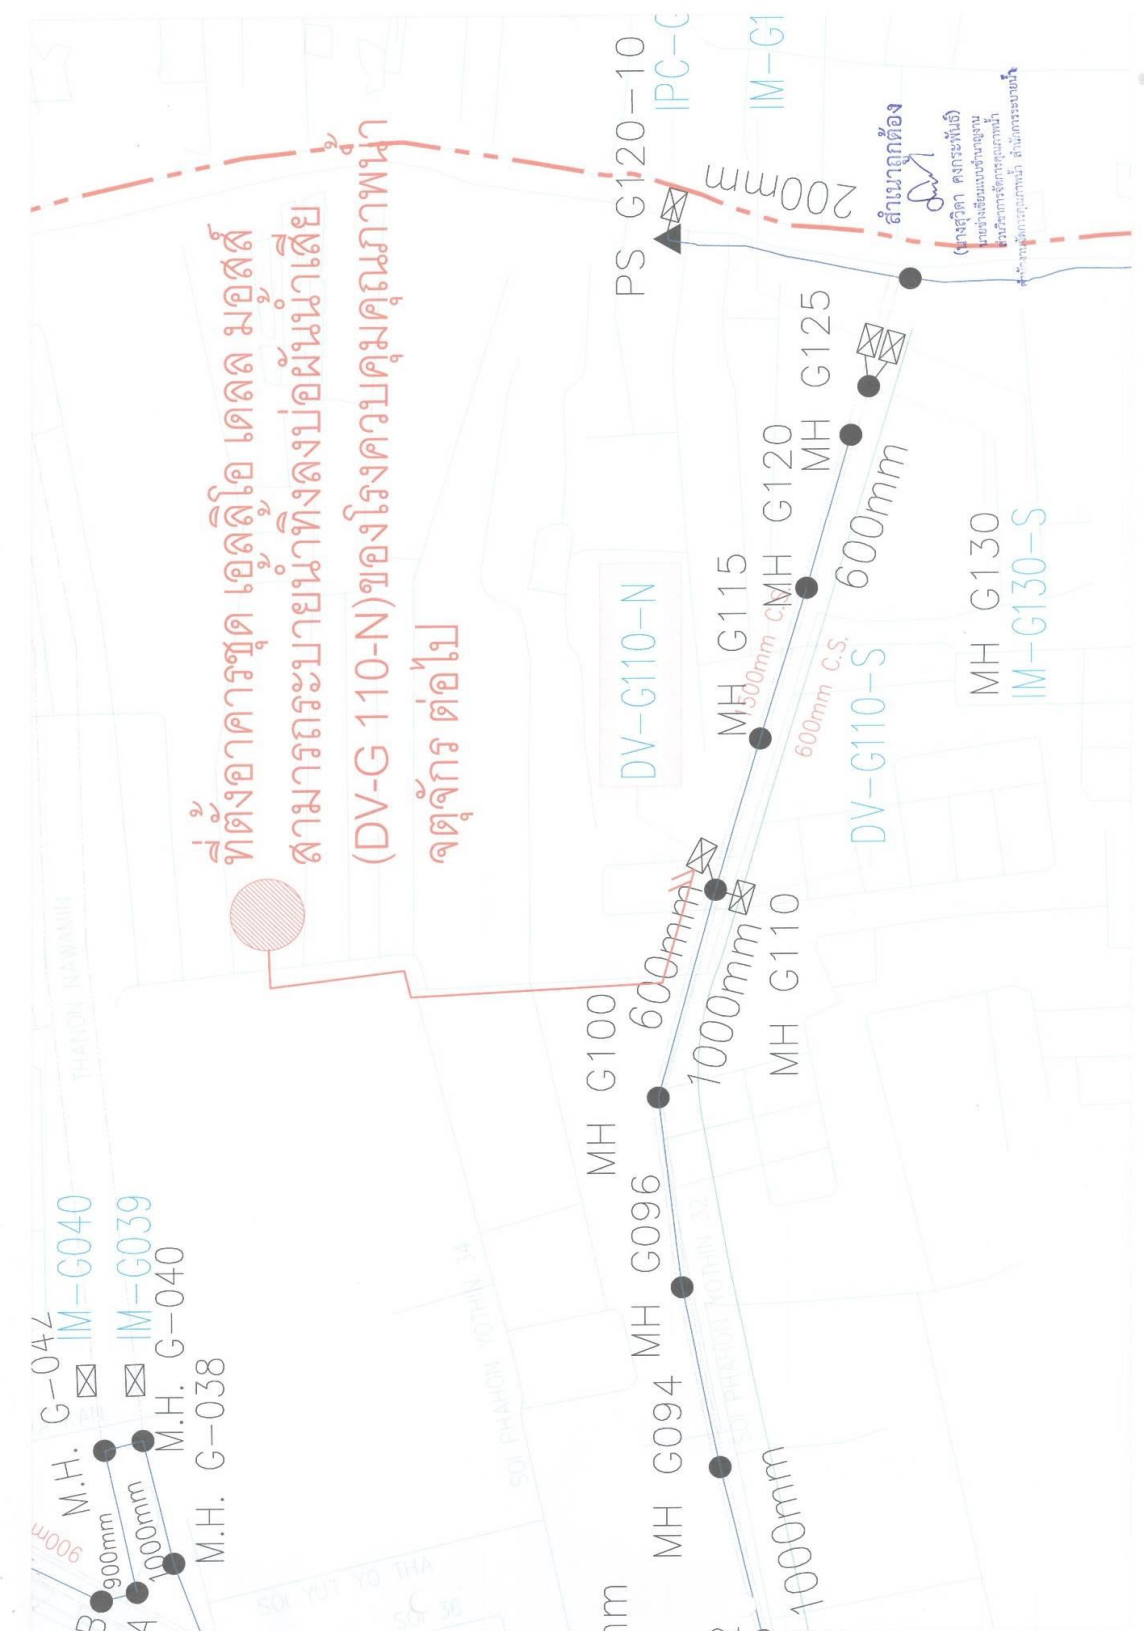 ที่ตั้งอาคารชุด เอ้ลลิ้โอ เดลล มอสส์
สามารถระบายน้ำทิ้งลงบ่อผันน้ำเสีย
(DV-G 110-N)ของโรงควบคุมคุณภาพน้ำ
จตุจักร ต่อไป
PS G120-10
IPC-G
IM-G1
200mm
สำเนาถูกต้อง
MH G125
MH G120
MH G115
600mm
DV-G110-N
1500mm C.S.
600mm C.S.
DV-G110-S
MH G130
IM-G130-S
600mm
1000mm
MH G110
MH G100
MH G096
MH G094
1000mm
SOI PHAHON YOTHIN 32
SOI PHAHON YOTHIN 34
THANON NAWAMIN
IM-G040
IM-G039
M.H. G-042
M.H. G-040
M.H. G-038
900mm
1000mm
900m
SOI YUT YO THA
SOI 36
B
A
mm